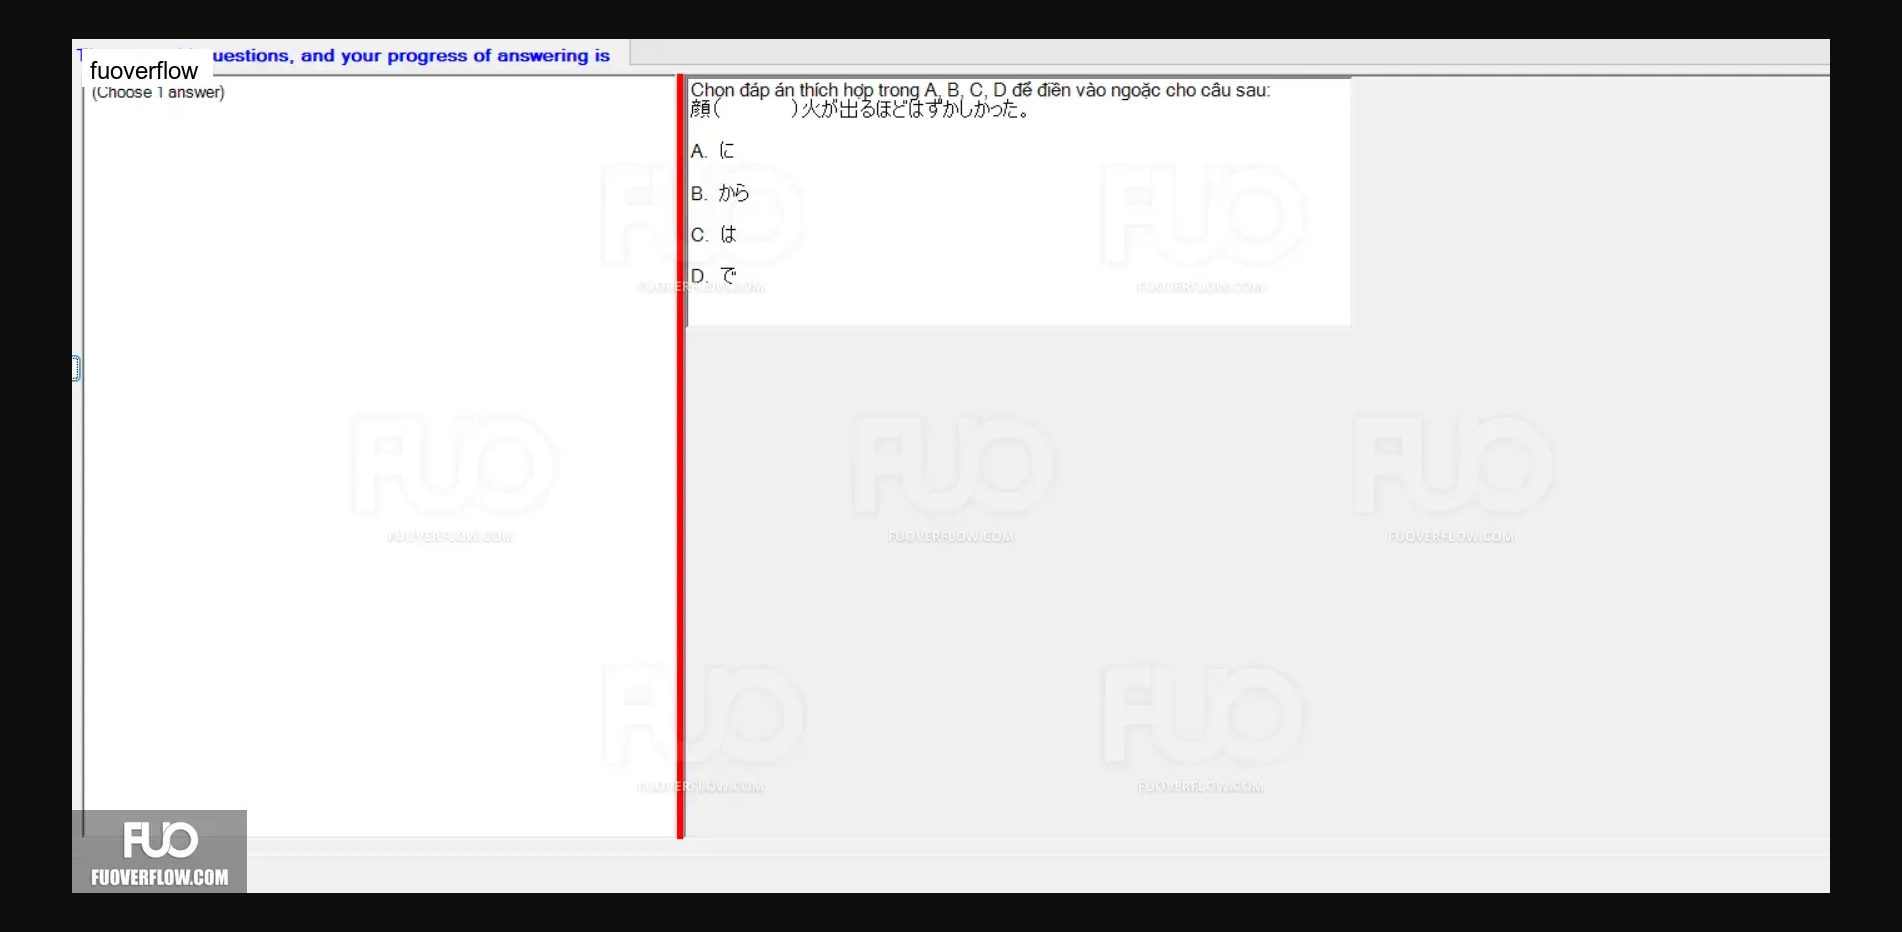 uestions, and your progress of answering is
fuoverflow
(Choose 1 answer)
Chọn đáp án thích hợp trong A, B, C, D để điền vào ngoặc cho câu sau:
顔(　　　)火が出るほどはずかしかった。
A. に
B. から
C. は
D. で
FUO
FUOVERFLOW.COM
FUO
FUOVERFLOW.COM
FUO
FUOVERFLOW.COM
FUO
FUOVERFLOW.COM
FUO
FUOVERFLOW.COM
FUO
FUOVERFLOW.COM
FUO
FUOVERFLOW.COM
FUO
FUOVERFLOW.COM